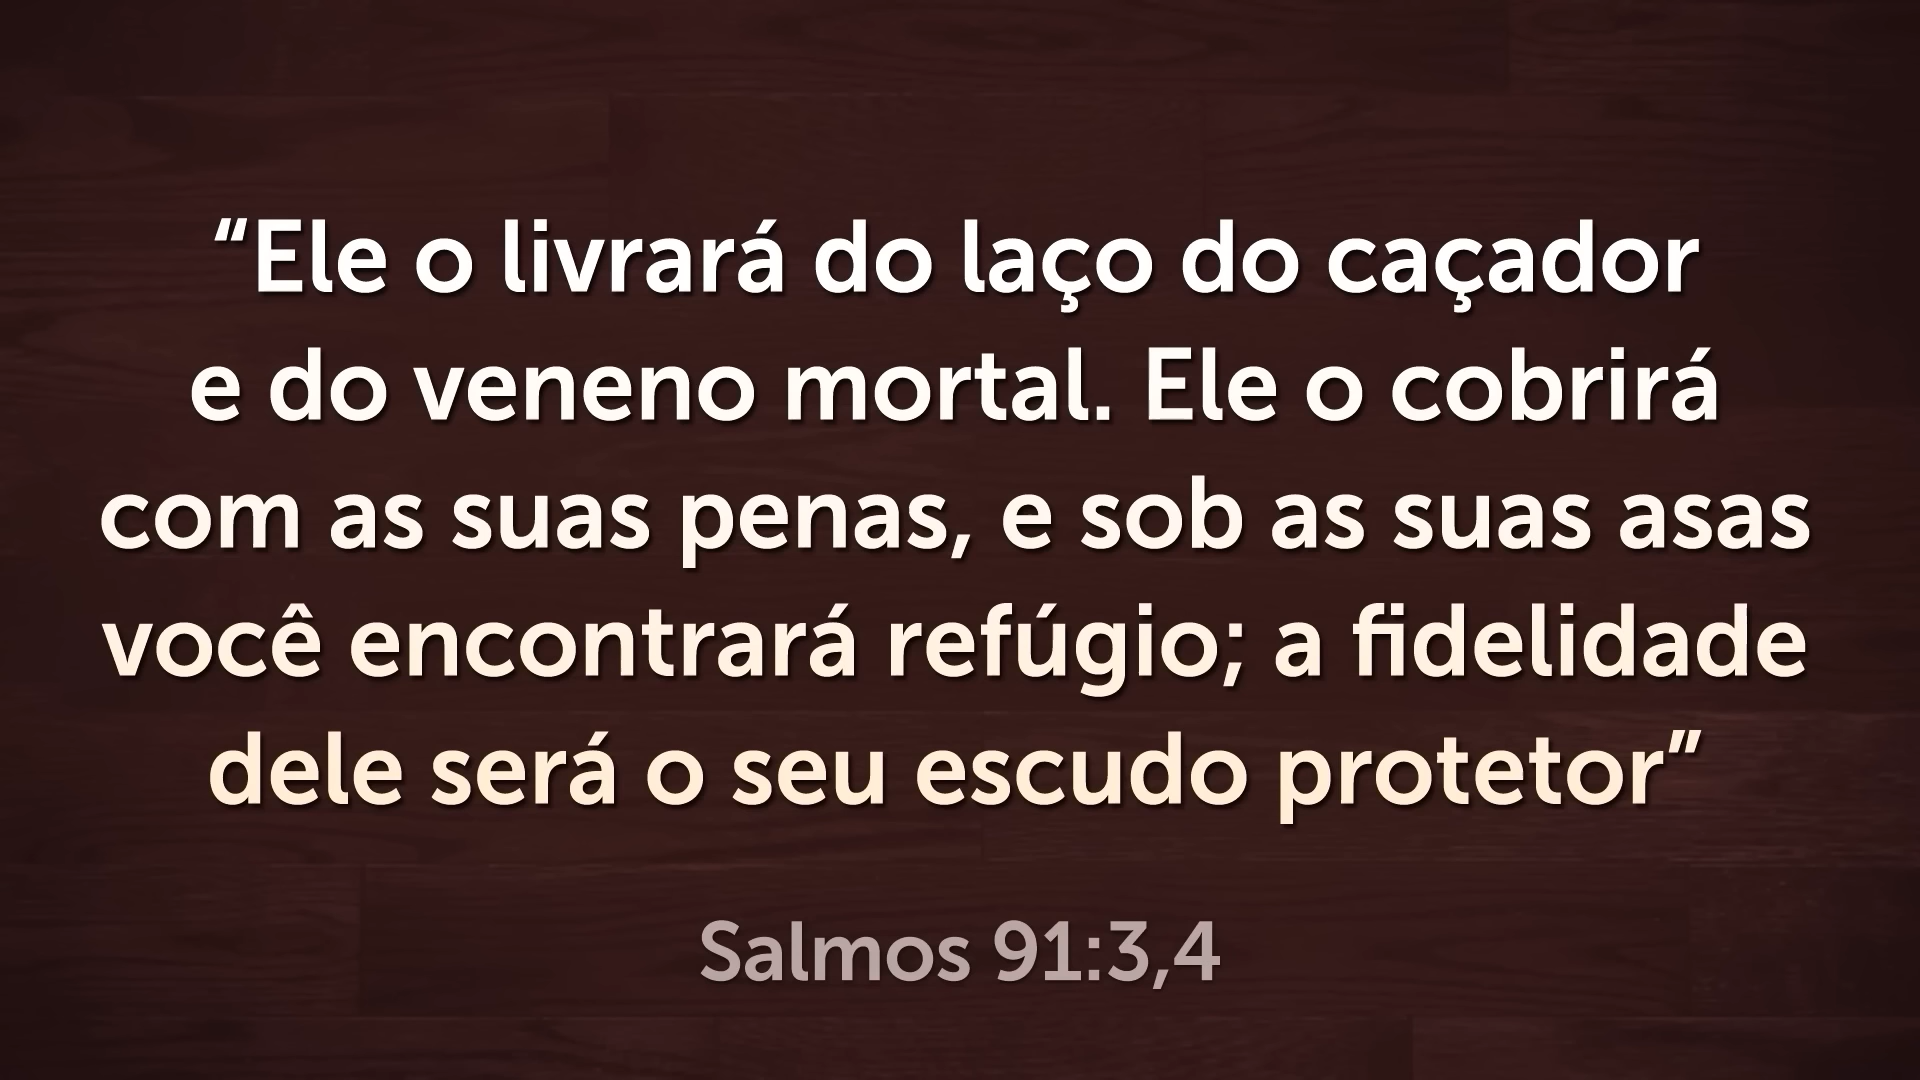 “Ele o livrará do laço do caçador
e do veneno mortal. Ele o cobrirá
com as suas penas, e sob as suas asas
você encontrará refúgio; a fidelidade
dele será o seu escudo protetor”
Salmos 91:3,4